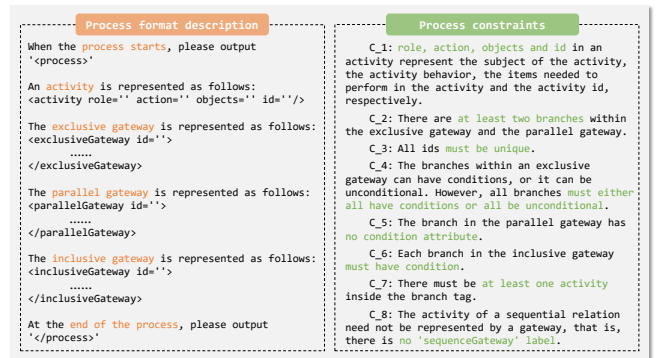 Process format description
When the process starts, please output
'<process>'
An activity is represented as follows:
<activity role='' action='' objects='' id=''/>
The exclusive gateway is represented as follows:
<exclusiveGateway id=''>
......
</exclusiveGateway>
The parallel gateway is represented as follows:
<parallelGateway id=''>
......
</parallelGateway>
The inclusive gateway is represented as follows:
<inclusiveGateway id=''>
......
</inclusiveGateway>
At the end of the process, please output
'</process>'
Process constraints
C_1: role, action, objects and id in an
activity represent the subject of the activity,
the activity behavior, the items needed to
perform in the activity and the activity id,
respectively.
C_2: There are at least two branches within
the exclusive gateway and the parallel gateway.
C_3: All ids must be unique.
C_4: The branches within an exclusive
gateway can have conditions, or it can be
unconditional. However, all branches must either
all have conditions or all be unconditional.
C_5: The branch in the parallel gateway has
no condition attribute.
C_6: Each branch in the inclusive gateway
must have condition.
C_7: There must be at least one activity
inside the branch tag.
C_8: The activity of a sequential relation
need not be represented by a gateway, that is,
there is no 'sequenceGateway' label.